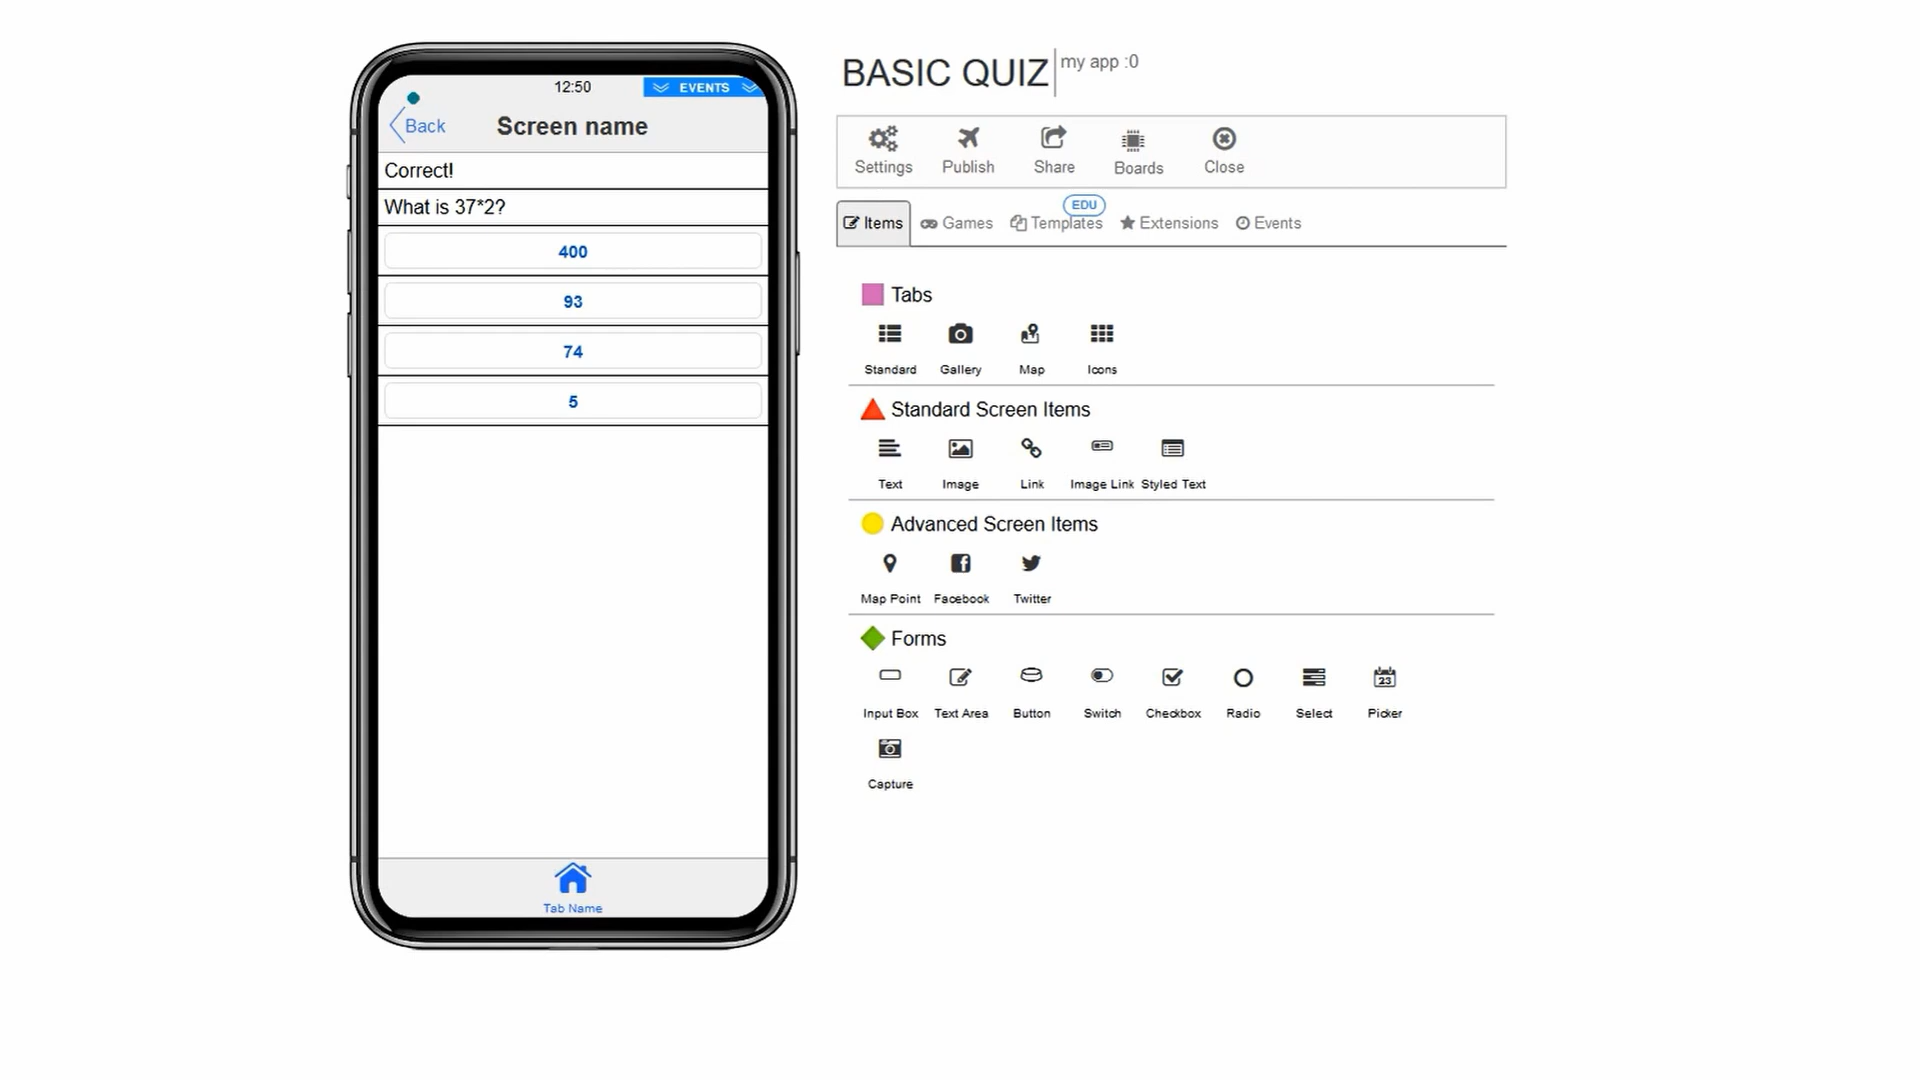 12:50
EVENTS
Back
Screen name
Correct!
What is 37*2?
400
93
74
5
Tab Name
BASIC QUIZ my app :0
Settings Publish Share Boards Close
EDU
Items Games Templates Extensions Events
Tabs
Standard Gallery Map Icons
Standard Screen Items
Text Image Link Image Link Styled Text
Advanced Screen Items
Map Point Facebook Twitter
Forms
23
Input Box Text Area Button Switch Checkbox Radio Select Picker
Capture